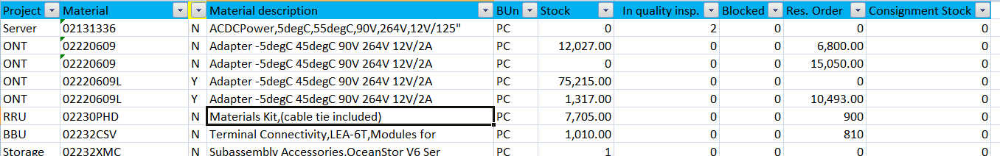 Project Material Material description BUn Stock In quality insp. Blocked Res. Order Consignment Stock
Server 02131336 N ACDCPower,5degC,55degC,90V,264V,12V/125" PC 0 2 0 0 0
ONT 02220609 N Adapter -5degC 45degC 90V 264V 12V/2A PC 12,027.00 0 0 6,800.00 0
ONT 02220609 N Adapter -5degC 45degC 90V 264V 12V/2A PC 0 0 0 15,050.00 0
ONT 02220609L Y Adapter -5degC 45degC 90V 264V 12V/2A PC 75,215.00 0 0 0 0
ONT 02220609L Y Adapter -5degC 45degC 90V 264V 12V/2A PC 1,317.00 0 0 10,493.00 0
RRU 02230PHD N Materials Kit,(cable tie included) PC 7,705.00 0 0 900 0
BBU 02232CSV N Terminal Connectivity,LEA-6T,Modules for PC 1,010.00 0 0 810 0
Storage 02232XMC N Subassembly Accessories,OceanStor V6 Ser PC 1 0 0 0 0